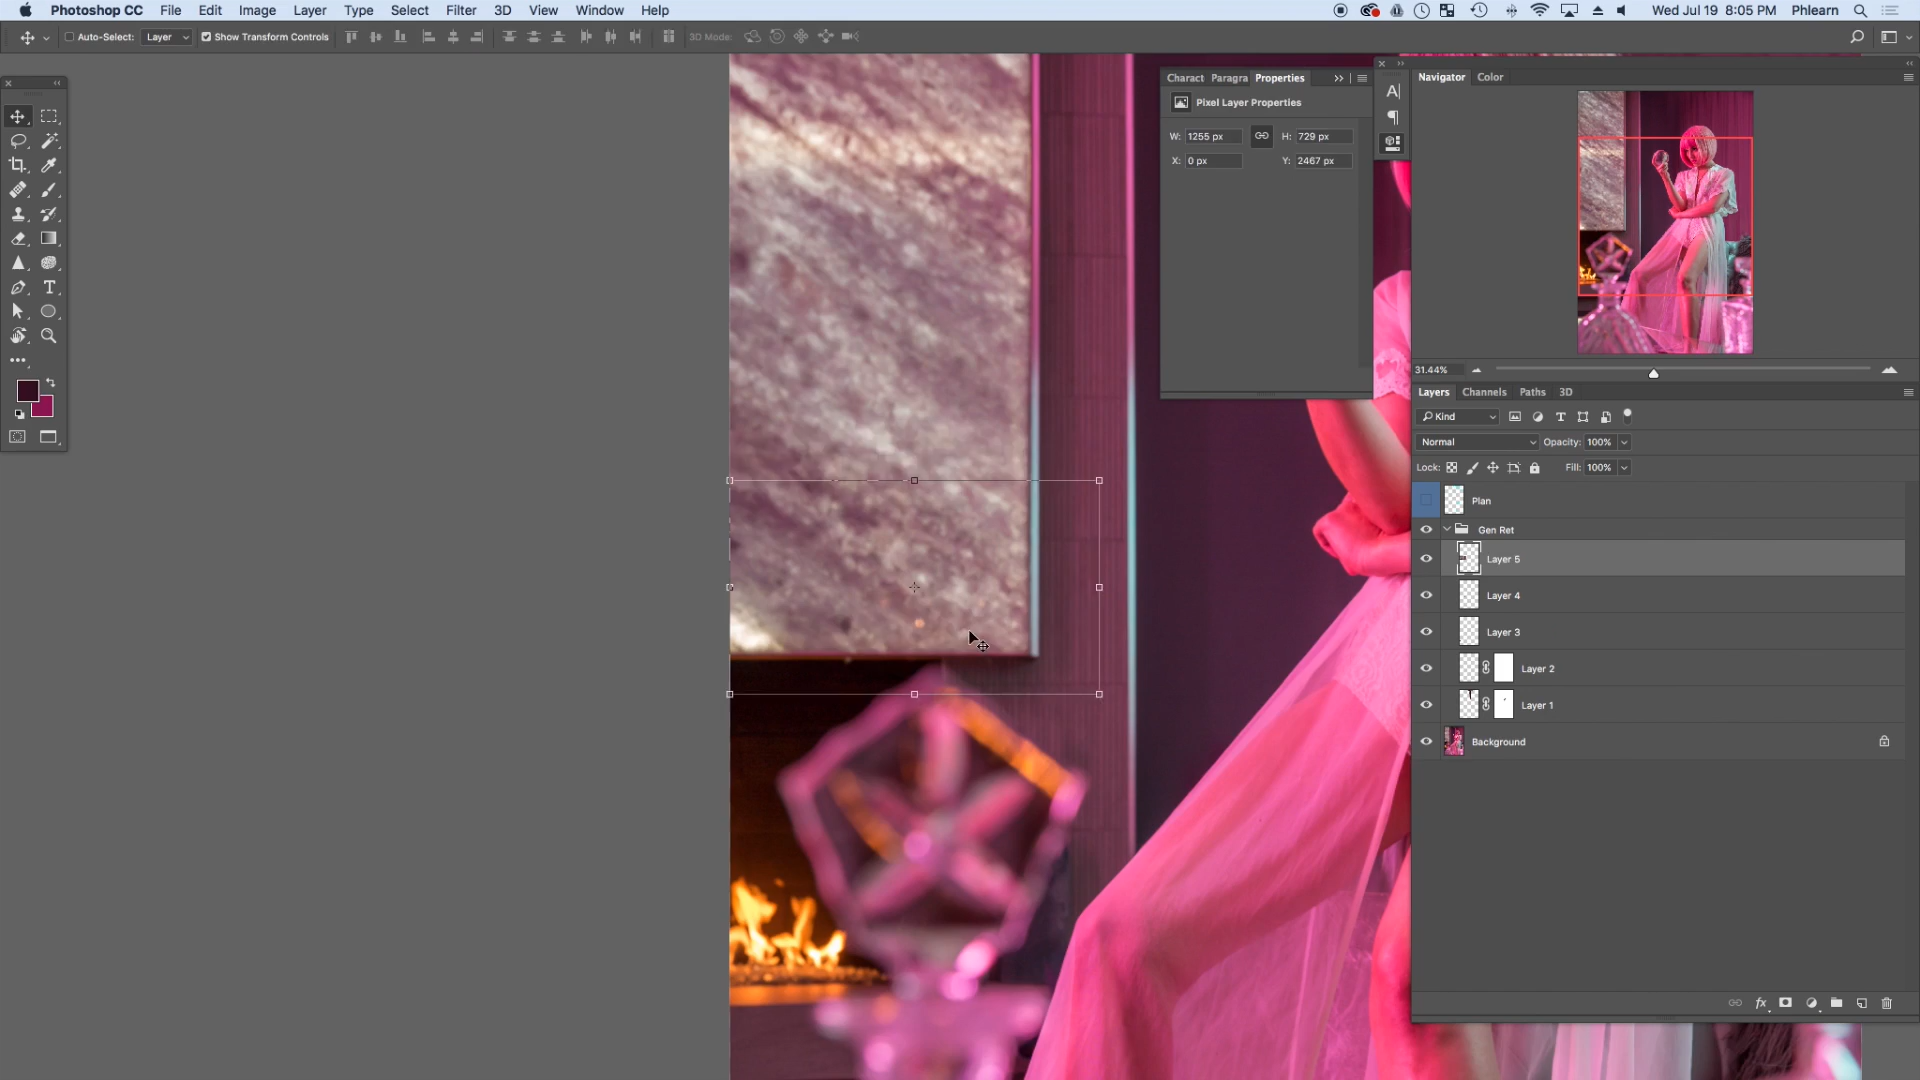 Photoshop CC File Edit Image Layer Type Select Filter 3D View Window Help Wed Jul 19 8:05 PM Phlearn
Auto-Select: Layer Show Transform Controls 3D Mode:
Charact Paragra Properties
Pixel Layer Properties
W: 1255 px H: 729 px
X: 0 px Y: 2467 px
Navigator Color
31.44%
Layers Channels Paths 3D
Kind
Normal Opacity: 100%
Lock: Fill: 100%
Plan
Gen Ret
Layer 5
Layer 4
Layer 3
Layer 2
Layer 1
Background